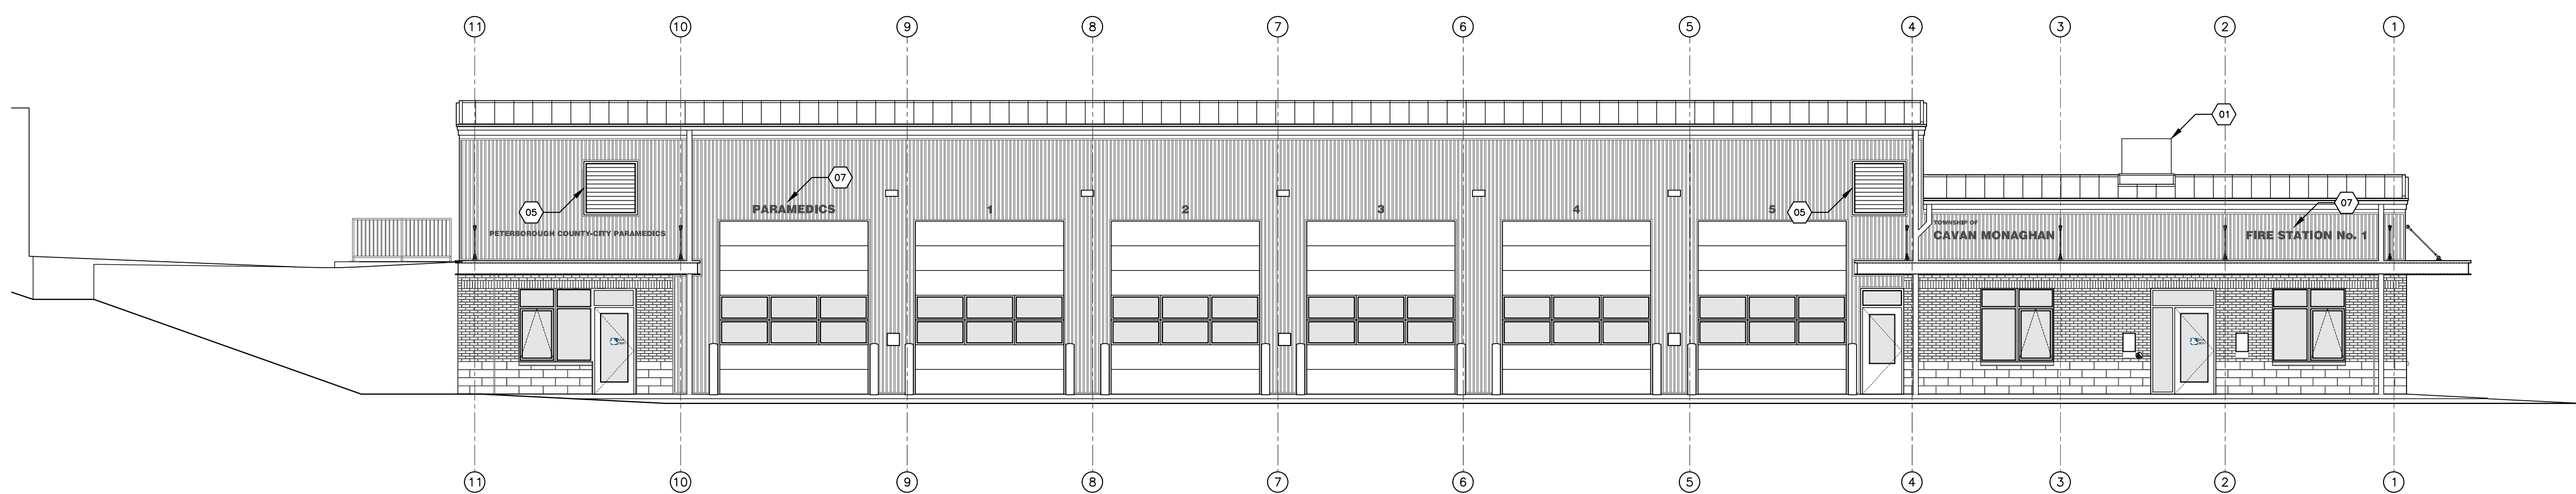 11 10 9 8 7 6 5 4 3 2 1
01
07
05
05
07
PARAMEDICS 1 2 3 4 5
PETERBOROUGH COUNTY-CITY PARAMEDICS
TOWNSHIP OF
CAVAN MONAGHAN
FIRE STATION No. 1
11 10 9 8 7 6 5 4 3 2 1